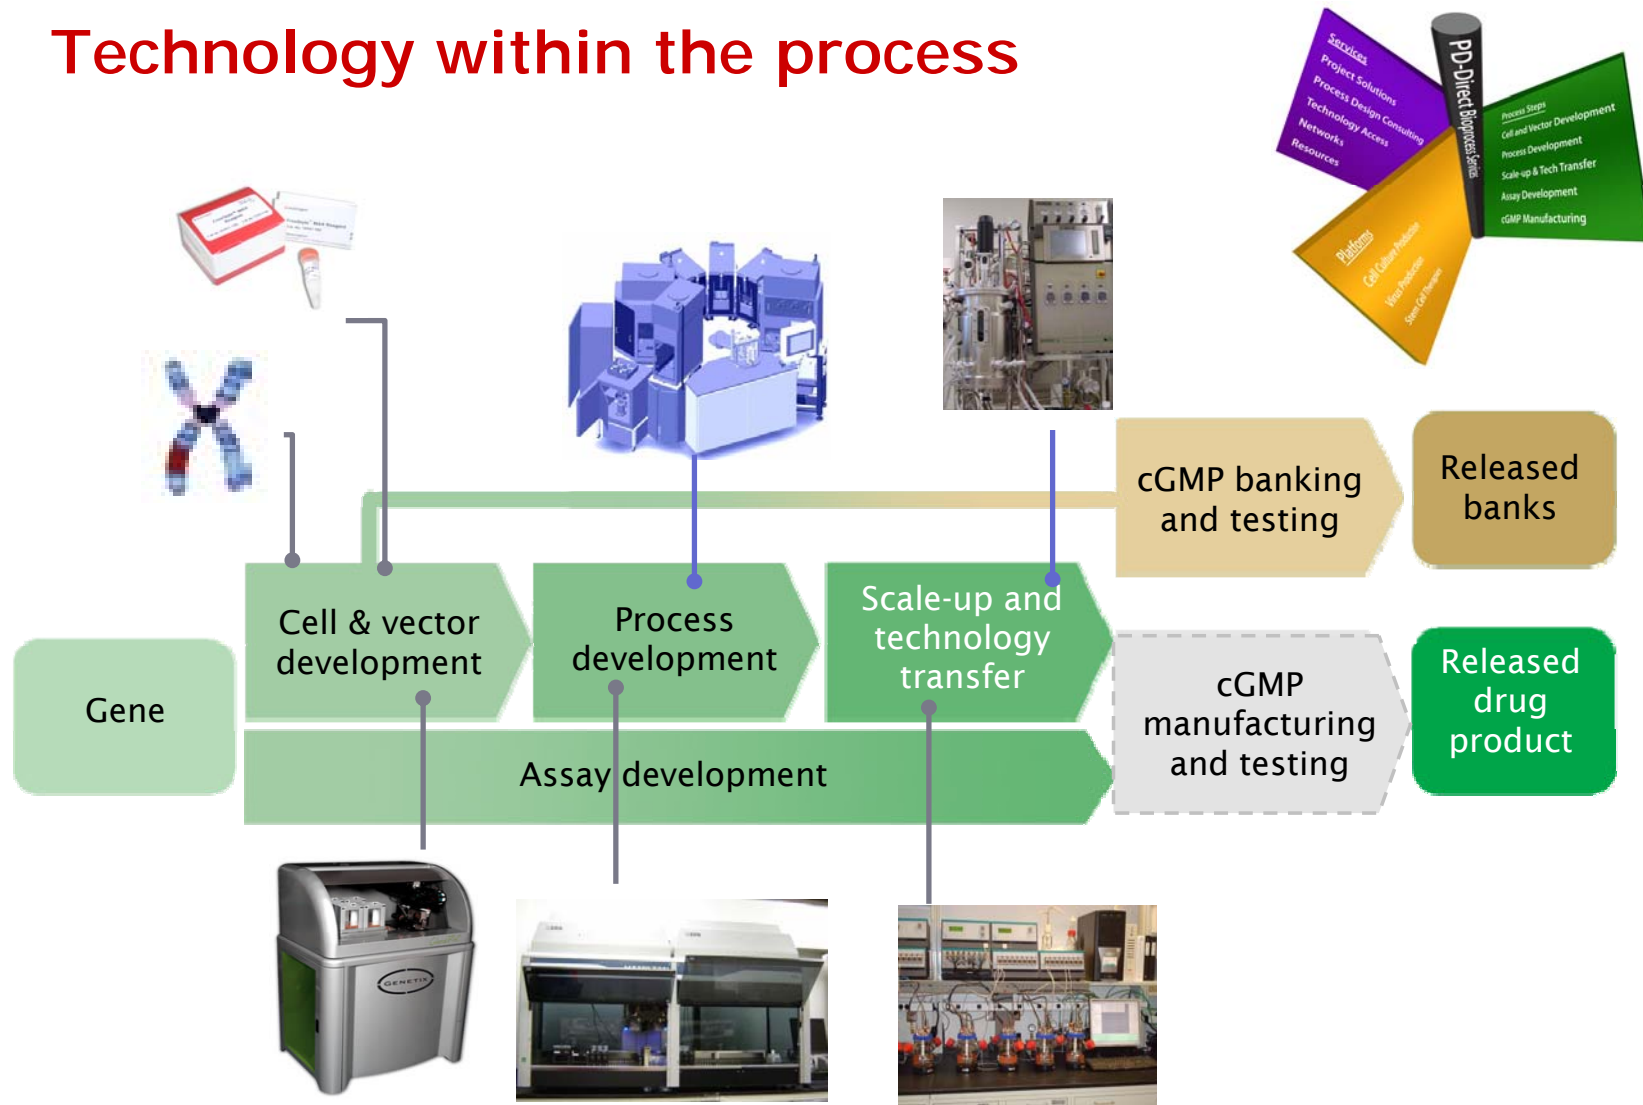 Technology within the process
Services
Project Solutions
Process Design Consulting
Technology Access
Networks
Resources
PD-Direct Bioprocess Services
Process Steps
Cell and Vector Development
Process Development
Scale-up & Tech Transfer
Assay Development
cGMP Manufacturing
Platforms
Cell Culture Production
Virus Production
Stem Cell Therapies
cGMP banking
and testing
Released
banks
Gene
Cell & vector
development
Process
development
Scale-up and
technology
transfer
Assay development
cGMP
manufacturing
and testing
Released
drug
product
GENETIX